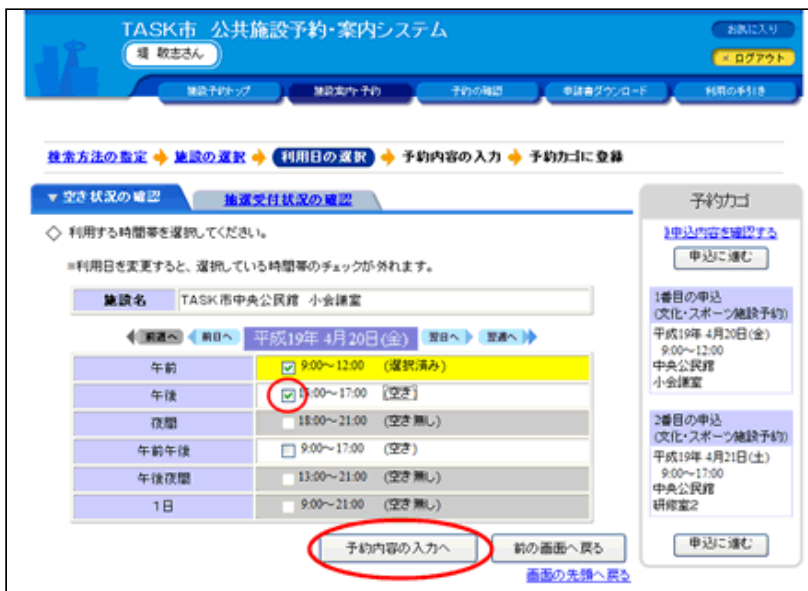 TASK市 公共施設予約・案内システム
お気に入り
堤 敬志さん
× ログアウト
施設予約トップ 施設案内・予約 予約の確認 申請書ダウンロード 利用の手引き
検索方法の指定 施設の選択 利用日の選択 予約内容の入力 予約カゴに登録
▼ 空き状況の確認 抽選受付状況の確認
◇ 利用する時間帯を選択してください。
※利用日を変更すると、選択している時間帯のチェックが外れます。
施設名 TASK市中央公民館 小会議室
前週へ 前日へ 平成19年 4月20日(金) 翌日へ 翌週へ
午前 9:00～12:00 (選択済み)
午後 13:00～17:00 (空き)
夜間 18:00～21:00 (空き無し)
午前午後 9:00～17:00 (空き)
午後夜間 13:00～21:00 (空き無し)
1日 9:00～21:00 (空き無し)
予約内容の入力へ 前の画面へ戻る
画面の先頭へ戻る
予約カゴ
申込内容を確認する
申込に進む
1番目の申込
(文化・スポーツ施設予約)
平成19年 4月20日(金)
9:00～12:00
中央公民館
小会議室
2番目の申込
(文化・スポーツ施設予約)
平成19年 4月21日(土)
9:00～17:00
中央公民館
研修室2
申込に進む